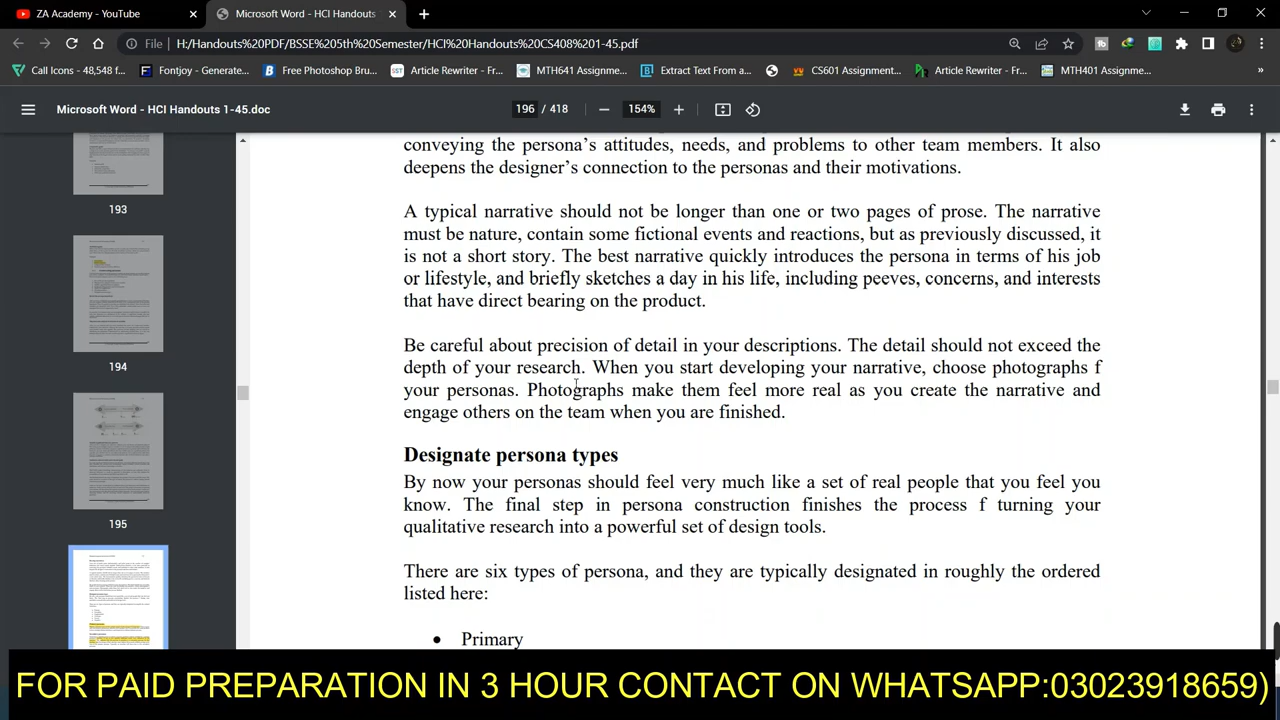 ZA Academy - YouTube
Microsoft Word - HCI Handouts
File H:/Handouts%20PDF/BSSE%205th%20Semester/HCI%20Handouts%20CS408%201-45.pdf
Call Icons - 48,548 f...
Fontjoy - Generate...
Free Photoshop Bru...
SST
Article Rewriter - Fr...
MTH641 Assignme...
Extract Text From a...
CS601 Assignment...
Article Rewriter - Fr...
MTH401 Assignme...
Microsoft Word - HCI Handouts 1-45.doc
196 / 418
154%
193
194
195
conveying the persona's attitudes, needs, and problems to other team members. It also
deepens the designer's connection to the personas and their motivations.
A typical narrative should not be longer than one or two pages of prose. The narrative
must be nature, contain some fictional events and reactions, but as previously discussed, it
is not a short story. The best narrative quickly introduces the persona in terms of his job
or lifestyle, and briefly sketches a day in his life, including peeves, concerns, and interests
that have direct bearing on the product.
Be careful about precision of detail in your descriptions. The detail should not exceed the
depth of your research. When you start developing your narrative, choose photographs f
your personas. Photographs make them feel more real as you create the narrative and
engage others on the team when you are finished.
Designate persona types
By now your personas should feel very much like a set of real people that you feel you
know. The final step in persona construction finishes the process f turning your
qualitative research into a powerful set of design tools.
There are six types of persona, and they are typically designated in roughly the ordered
listed here:
• Primary
FOR PAID PREPARATION IN 3 HOUR CONTACT ON WHATSAPP:03023918659)